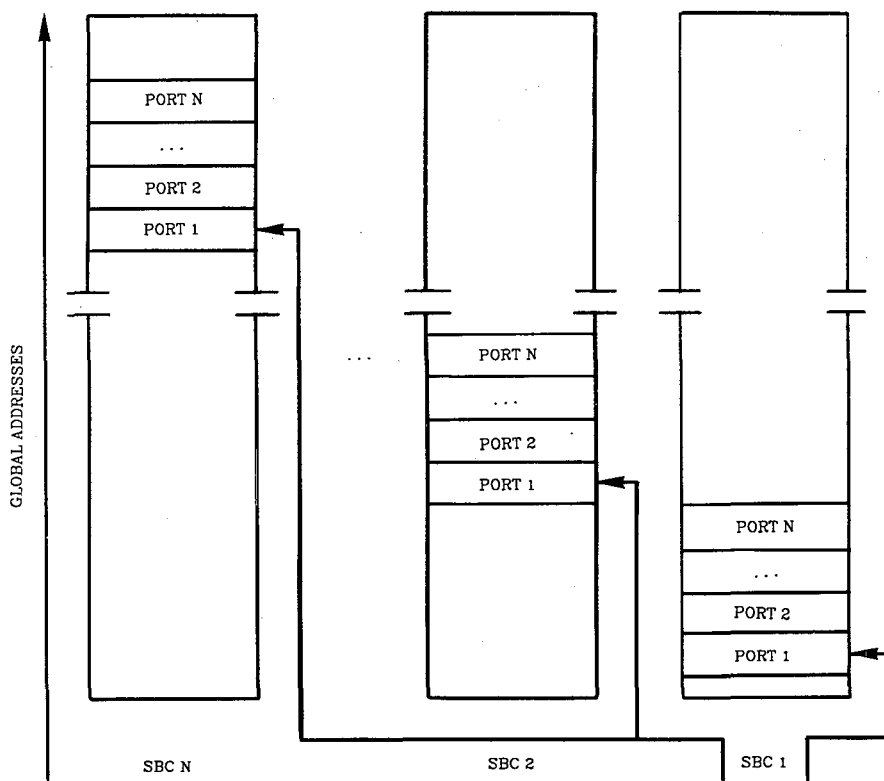 GLOBAL ADDRESSES
PORT N
...
PORT 2
PORT 1
SBC N
...
PORT N
...
PORT 2
PORT 1
SBC 2
PORT N
...
PORT 2
PORT 1
SBC 1